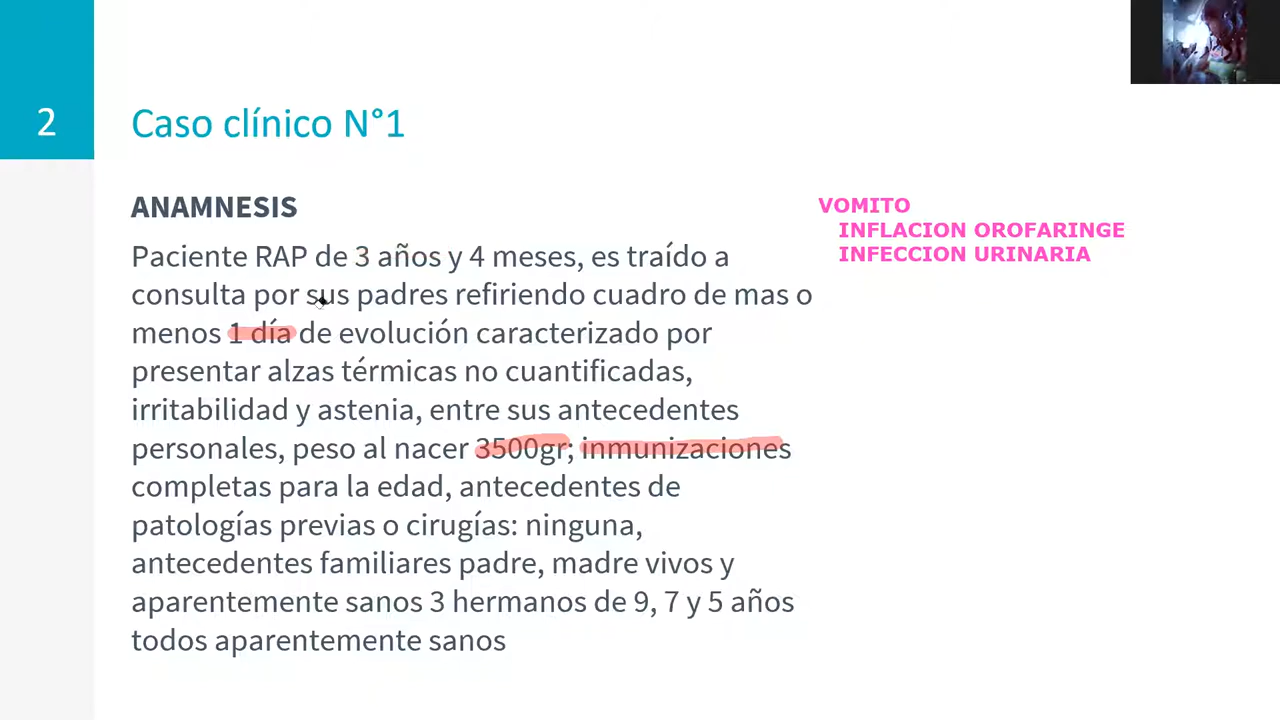 2
Caso clínico N°1
ANAMNESIS
Paciente RAP de 3 años y 4 meses, es traído a
consulta por sus padres refiriendo cuadro de mas o
menos 1 día de evolución caracterizado por
presentar alzas térmicas no cuantificadas,
irritabilidad y astenia, entre sus antecedentes
personales, peso al nacer 3500gr; inmunizaciones
completas para la edad, antecedentes de
patologías previas o cirugías: ninguna,
antecedentes familiares padre, madre vivos y
aparentemente sanos 3 hermanos de 9, 7 y 5 años
todos aparentemente sanos
VOMITO
INFLACION OROFARINGE
INFECCION URINARIA